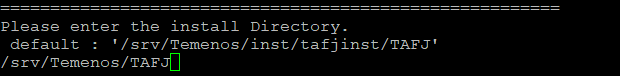 ========================================================
Please enter the install Directory.
 default : '/srv/Temenos/inst/tafjinst/TAFJ'
/srv/Temenos/TAFJ